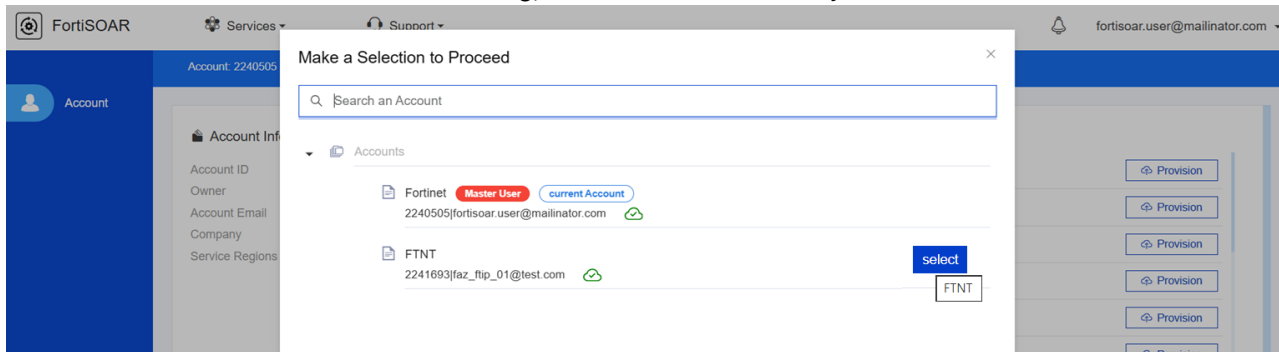 FortiSOAR
Services
Support
fortisoar.user@mailinator.com
Account: 2240505
Account
Account Inf
Account ID
Owner
Account Email
Company
Service Regions
Make a Selection to Proceed
Search an Account
Accounts
Fortinet Master User current Account
2240505|fortisoar.user@mailinator.com
FTNT
2241693|faz_ftip_01@test.com
select
FTNT
Provision
Provision
Provision
Provision
Provision